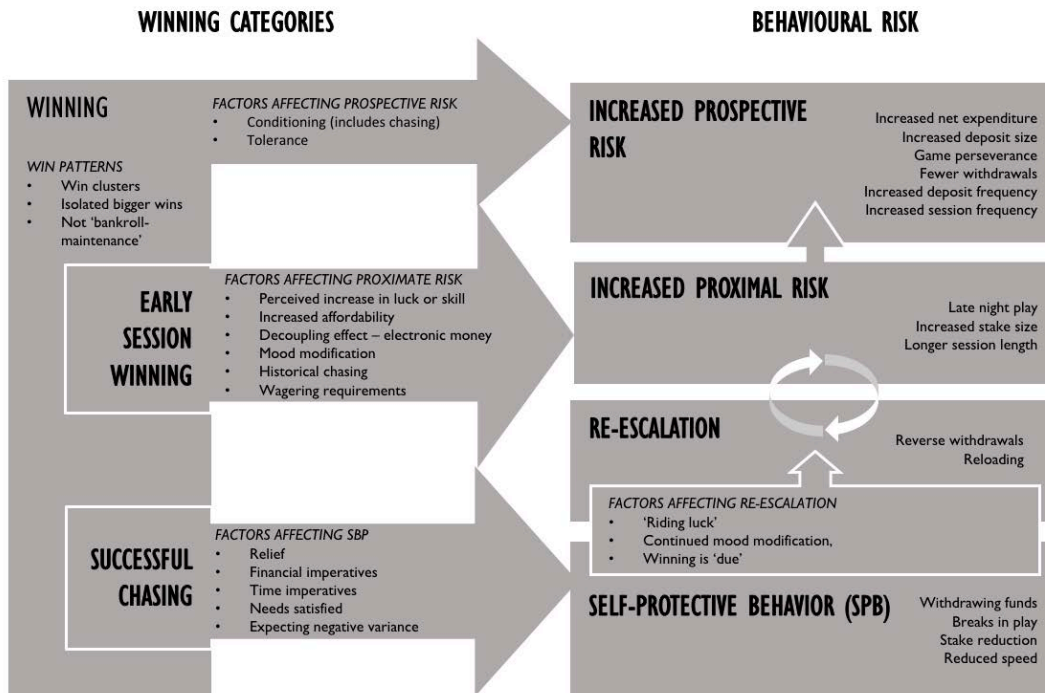 WINNING CATEGORIES
BEHAVIOURAL RISK
WINNING
WIN PATTERNS
• Win clusters
• Isolated bigger wins
• Not ‘bankroll-
maintenance’
FACTORS AFFECTING PROSPECTIVE RISK
• Conditioning (includes chasing)
• Tolerance
INCREASED PROSPECTIVE
RISK
Increased net expenditure
Increased deposit size
Game perseverance
Fewer withdrawals
Increased deposit frequency
Increased session frequency
EARLY
SESSION
WINNING
FACTORS AFFECTING PROXIMATE RISK
• Perceived increase in luck or skill
• Increased affordability
• Decoupling effect – electronic money
• Mood modification
• Historical chasing
• Wagering requirements
INCREASED PROXIMAL RISK
Late night play
Increased stake size
Longer session length
RE-ESCALATION
Reverse withdrawals
Reloading
FACTORS AFFECTING RE-ESCALATION
• ‘Riding luck’
• Continued mood modification,
• Winning is ‘due’
SUCCESSFUL
CHASING
FACTORS AFFECTING SBP
• Relief
• Financial imperatives
• Time imperatives
• Needs satisfied
• Expecting negative variance
SELF-PROTECTIVE BEHAVIOR (SPB)
Withdrawing funds
Breaks in play
Stake reduction
Reduced speed